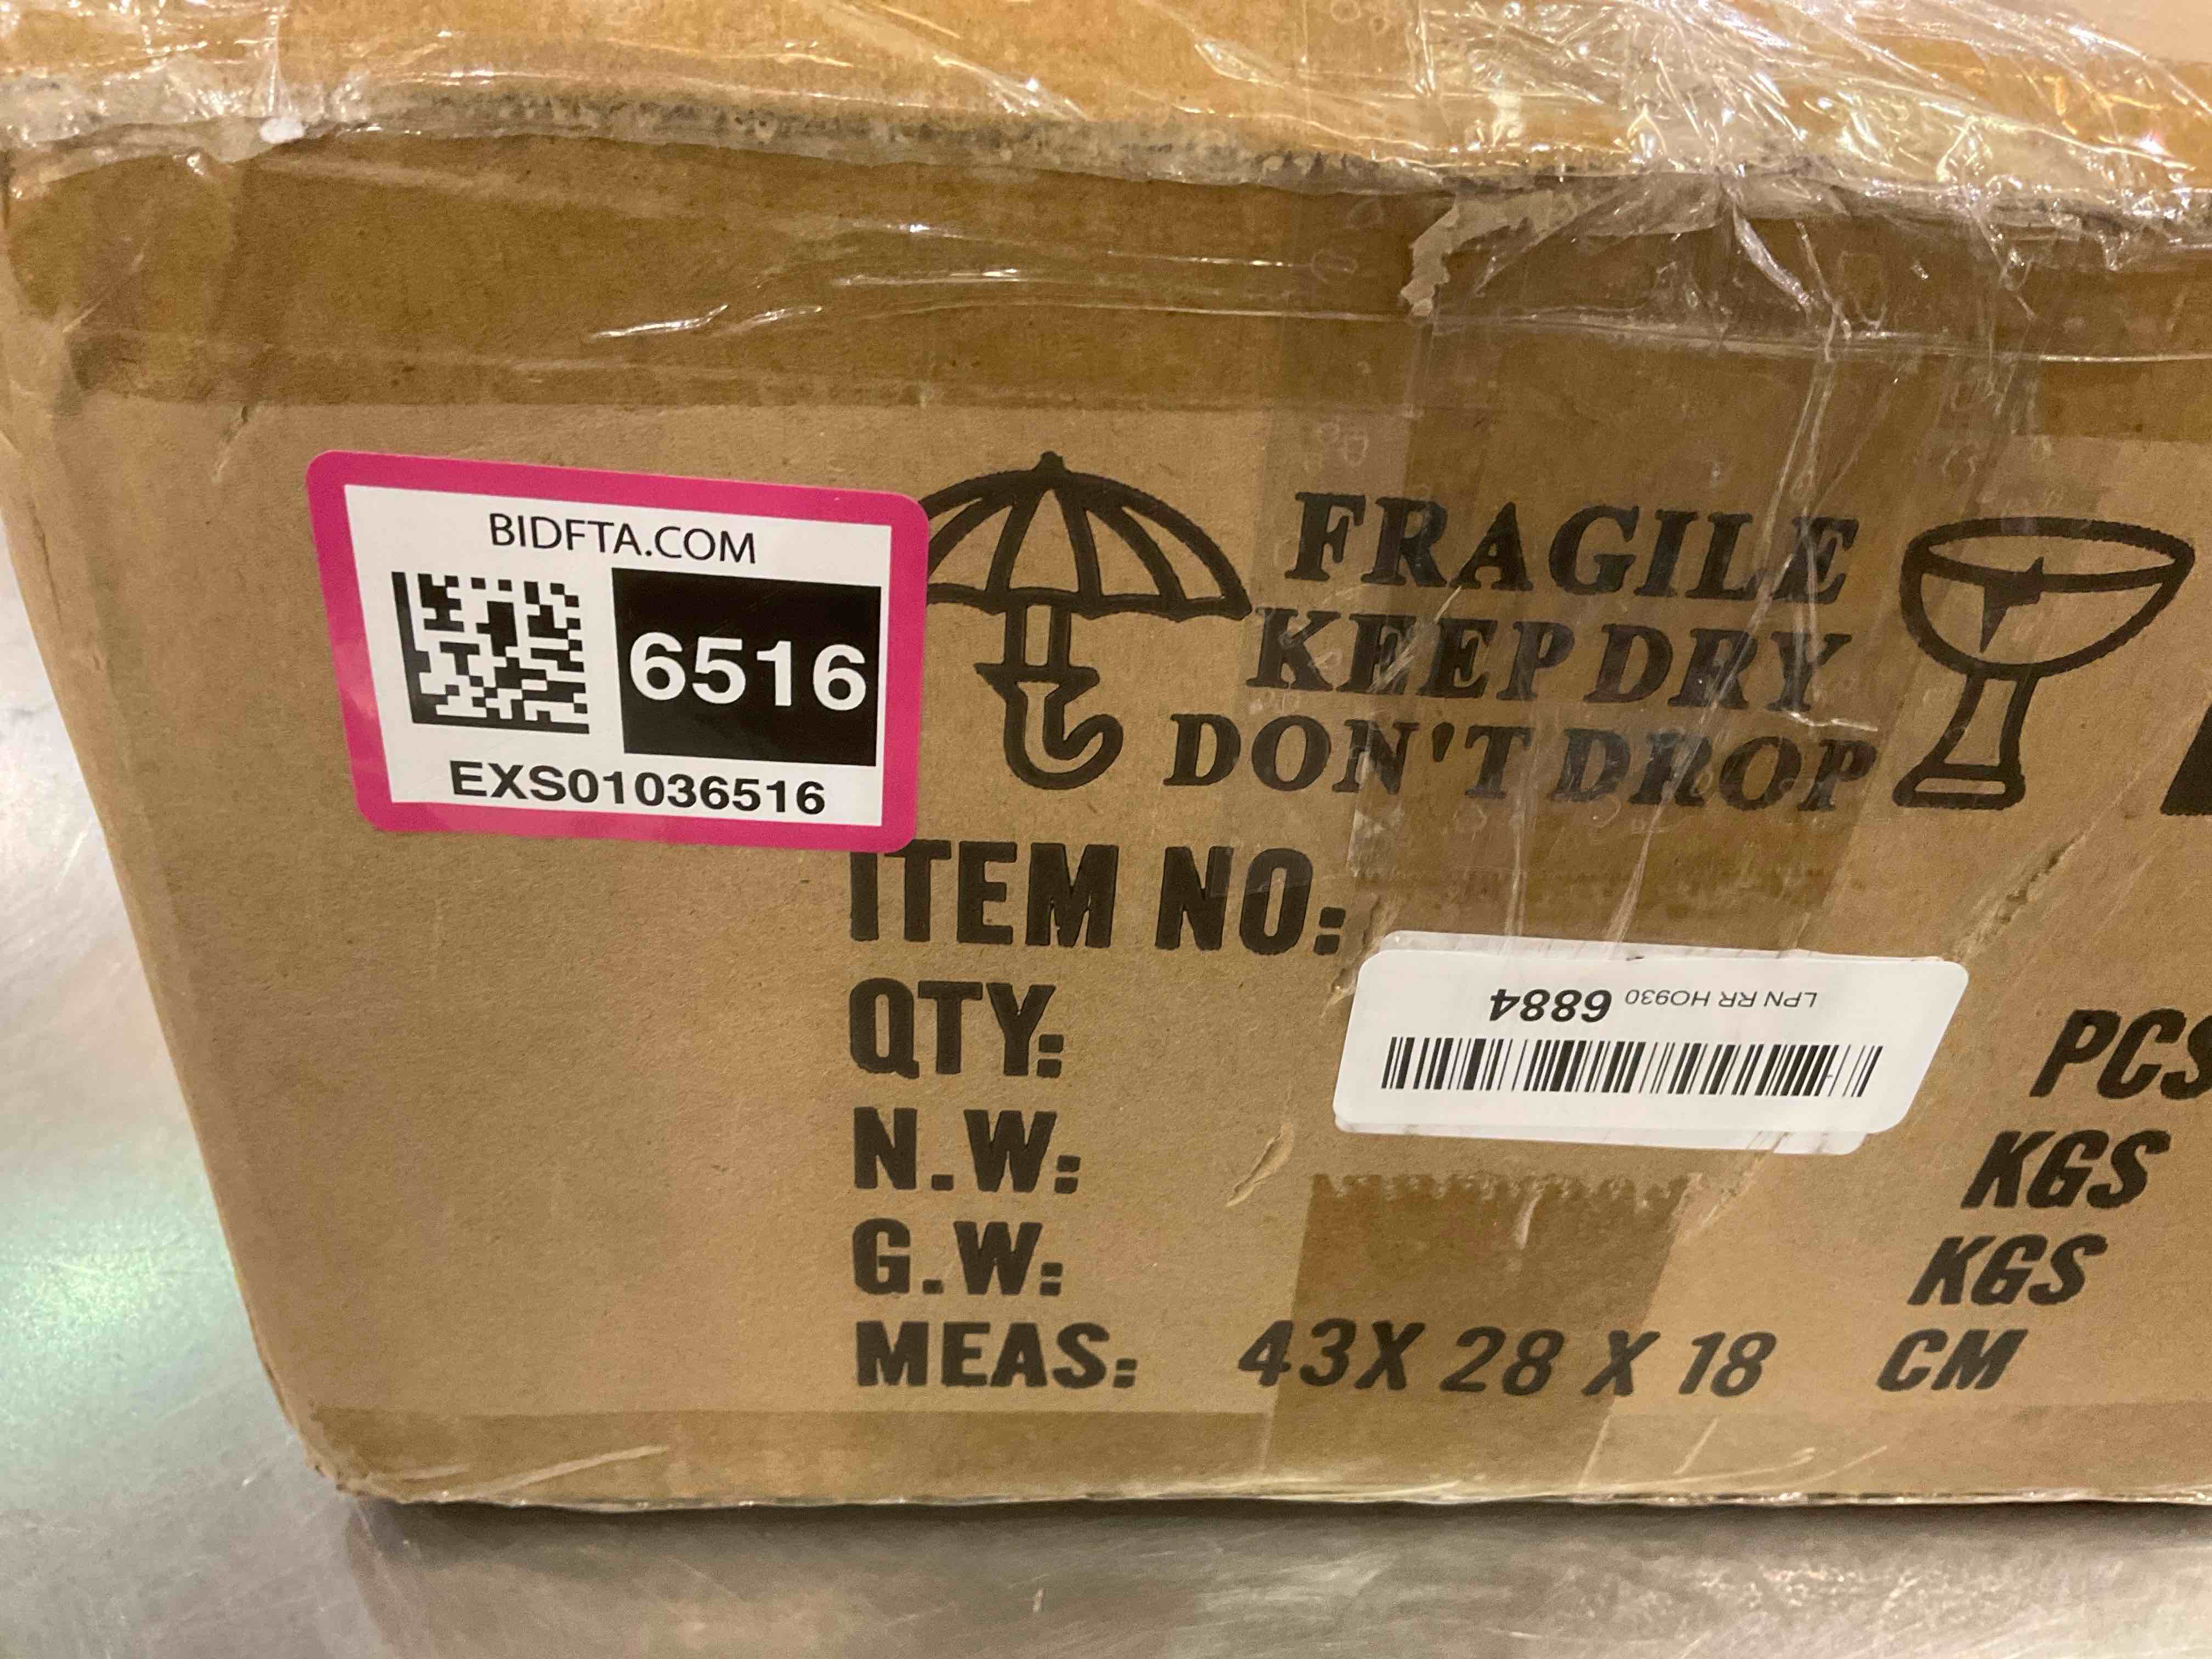 BIDFTA.COM
6516
EXS01036516
FRAGILE
KEEP DRY
DON'T DROP
ITEM NO:
LPN RR HO930 6884
QTY: PCS
N.W: KGS
G.W: KGS
MEAS: 43X 28 X 18 CM